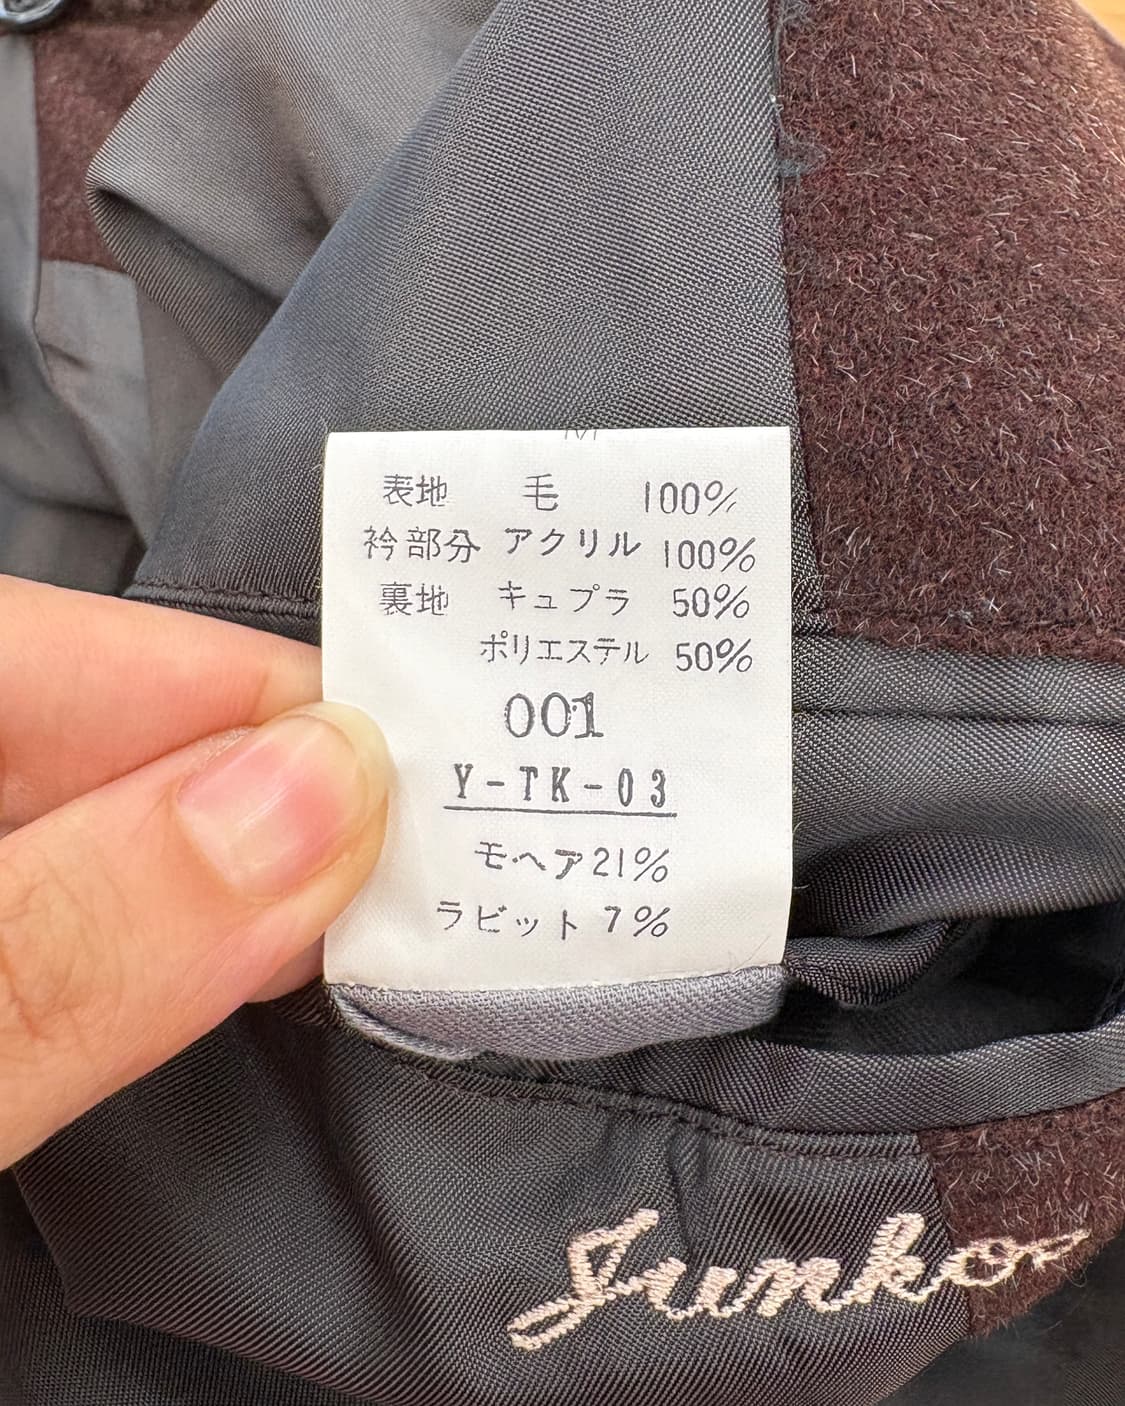 表地 毛 100%
衿部分 アクリル 100%
裏地 キュプラ 50%
ポリエステル 50%
001
Y-TK-03
モヘア21%
ラビット 7%
Junko